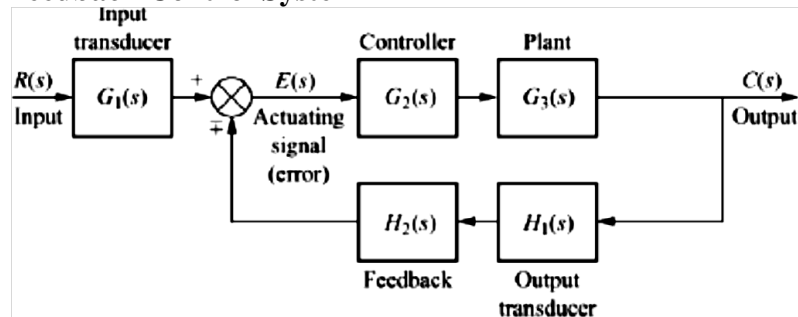 Input
transducer
Controller
Plant
R(s)
G₁(s)
+
E(s)
G₂(s)
G₃(s)
C(s)
Input
∓
Actuating
signal
(error)
Output
H₂(s)
H₁(s)
Feedback
Output
transducer